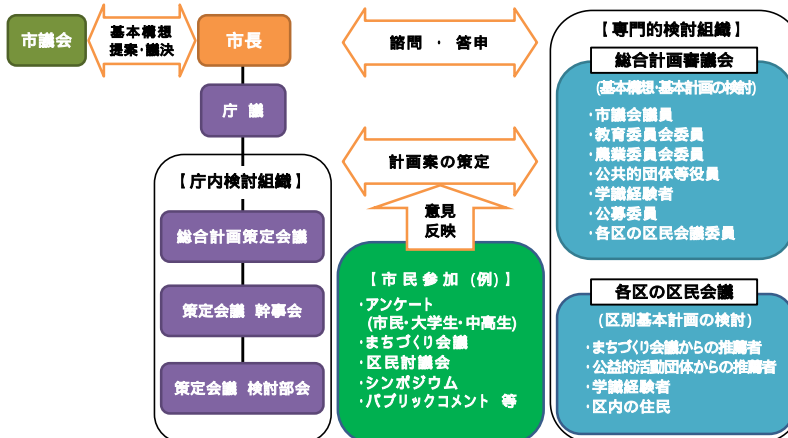 市議会
基本構想
提案・議決
市長
諮問 ・ 答申
庁 議
計画案の策定
意見
反映
【庁内検討組織】
総合計画策定会議
策定会議 幹事会
策定会議 検討部会
【市民参加（例）】
・アンケート
（市民・大学生・中高生）
・まちづくり会議
・区民討議会
・シンポジウム
・パブリックコメント 等
【専門的検討組織】
総合計画審議会
（基本構想・基本計画の検討）
・市議会議員
・教育委員会委員
・農業委員会委員
・公共的団体等役員
・学識経験者
・公募委員
・各区の区民会議委員
各区の区民会議
（区別基本計画の検討）
・まちづくり会議からの推薦者
・公益的活動団体からの推薦者
・学識経験者
・区内の住民